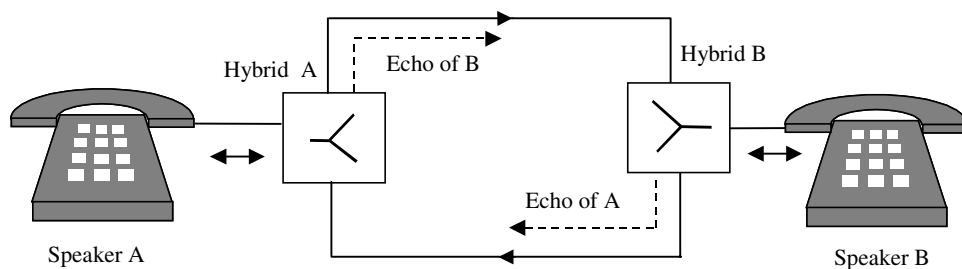 Hybrid A
Echo of B
Hybrid B
Echo of A
Speaker A
Speaker B